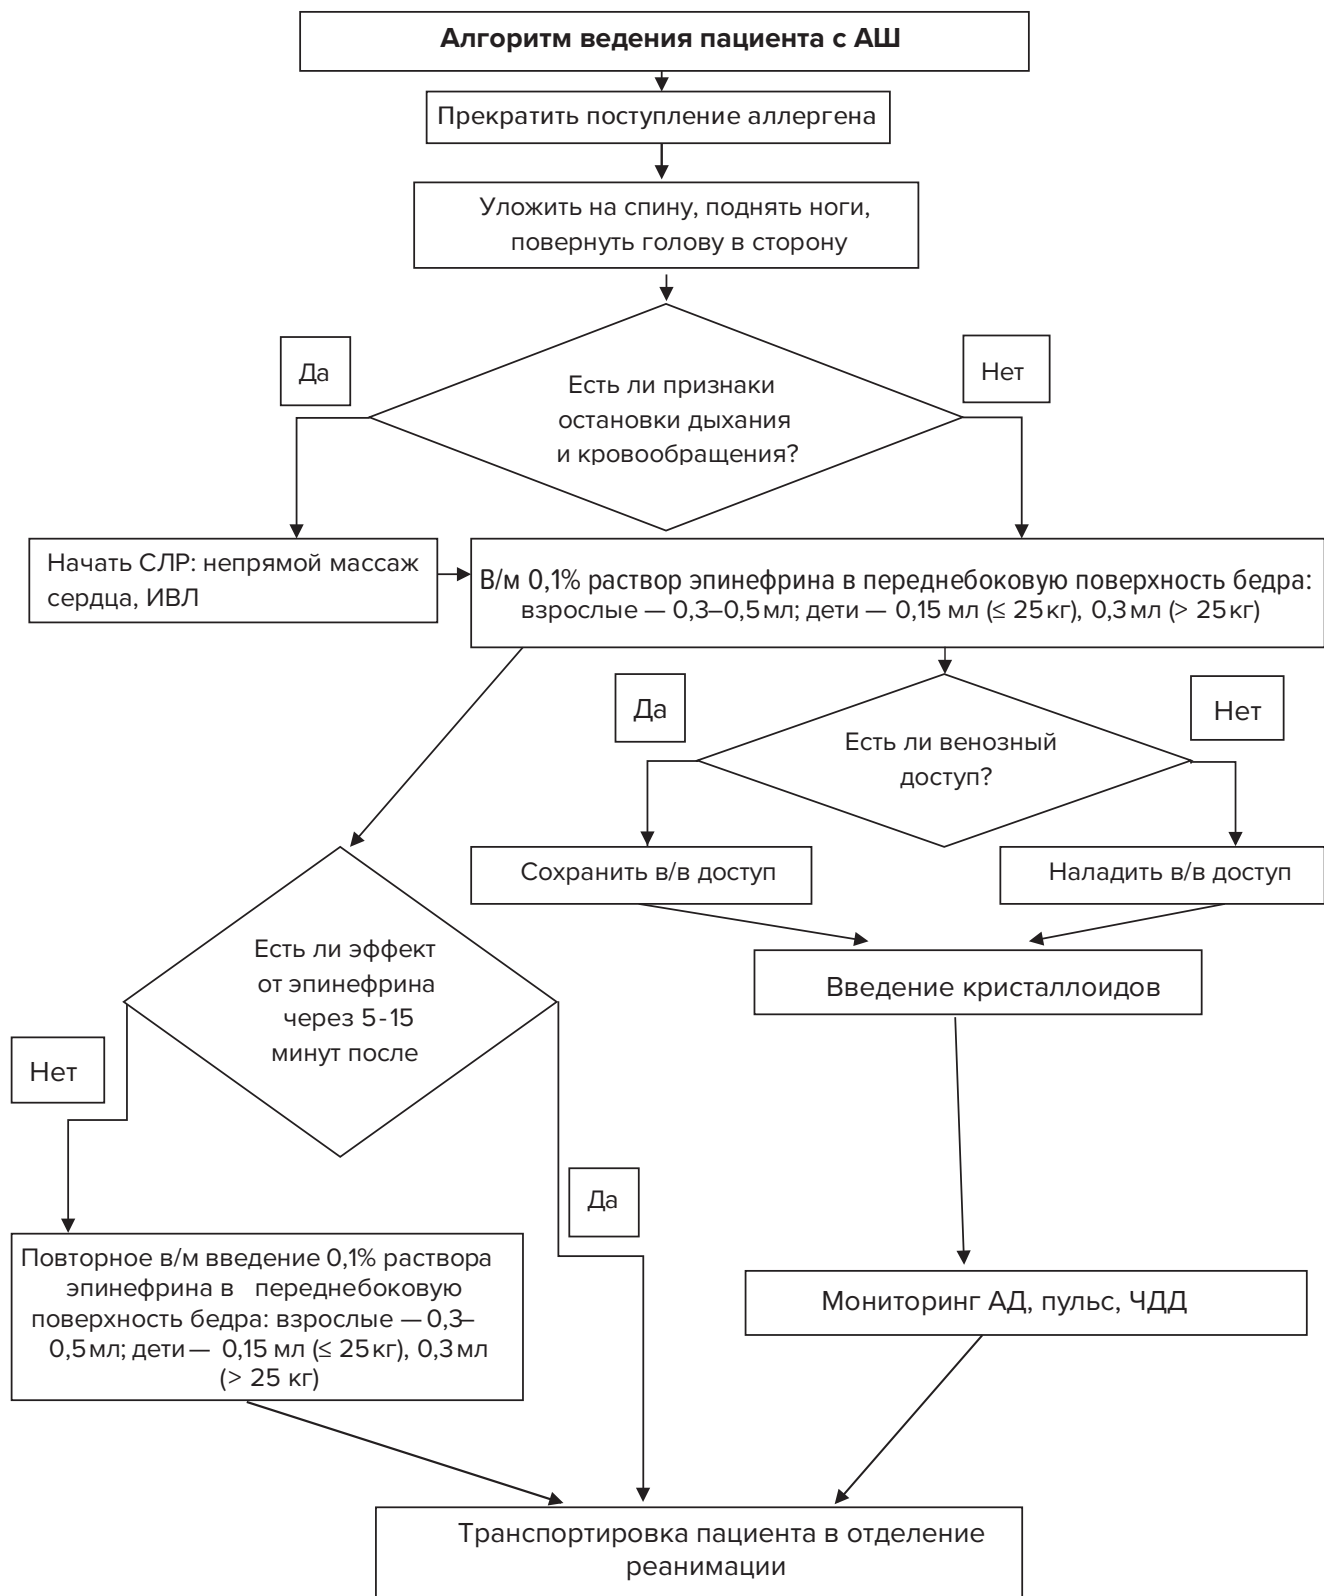 Алгоритм ведения пациента с АШ
Прекратить поступление аллергена
Уложить на спину, поднять ноги,
повернуть голову в сторону
Да
Нет
Есть ли признаки
остановки дыхания
и кровообращения?
Начать СЛР: непрямой массаж
сердца, ИВЛ
В/м 0,1% раствор эпинефрина в переднебоковую поверхность бедра:
взрослые — 0,3–0,5 мл; дети — 0,15 мл (≤ 25 кг), 0,3 мл (> 25 кг)
Да
Нет
Есть ли венозный
доступ?
Сохранить в/в доступ
Наладить в/в доступ
Есть ли эффект
от эпинефрина
через 5-15
минут после
Введение кристаллоидов
Нет
Да
Повторное в/м введение 0,1% раствора
эпинефрина в переднебоковую
поверхность бедра: взрослые — 0,3–
0,5 мл; дети — 0,15 мл (≤ 25 кг), 0,3 мл
(> 25 кг)
Мониторинг АД, пульс, ЧДД
Транспортировка пациента в отделение
реанимации